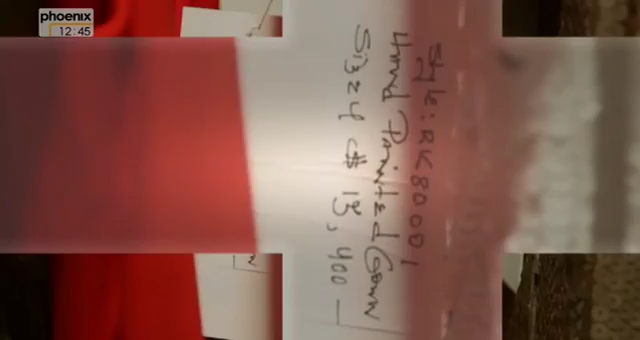 phoenix
12:45
Style: RK80001
Hand Painted Gown
Size 4 $ 13,400 —